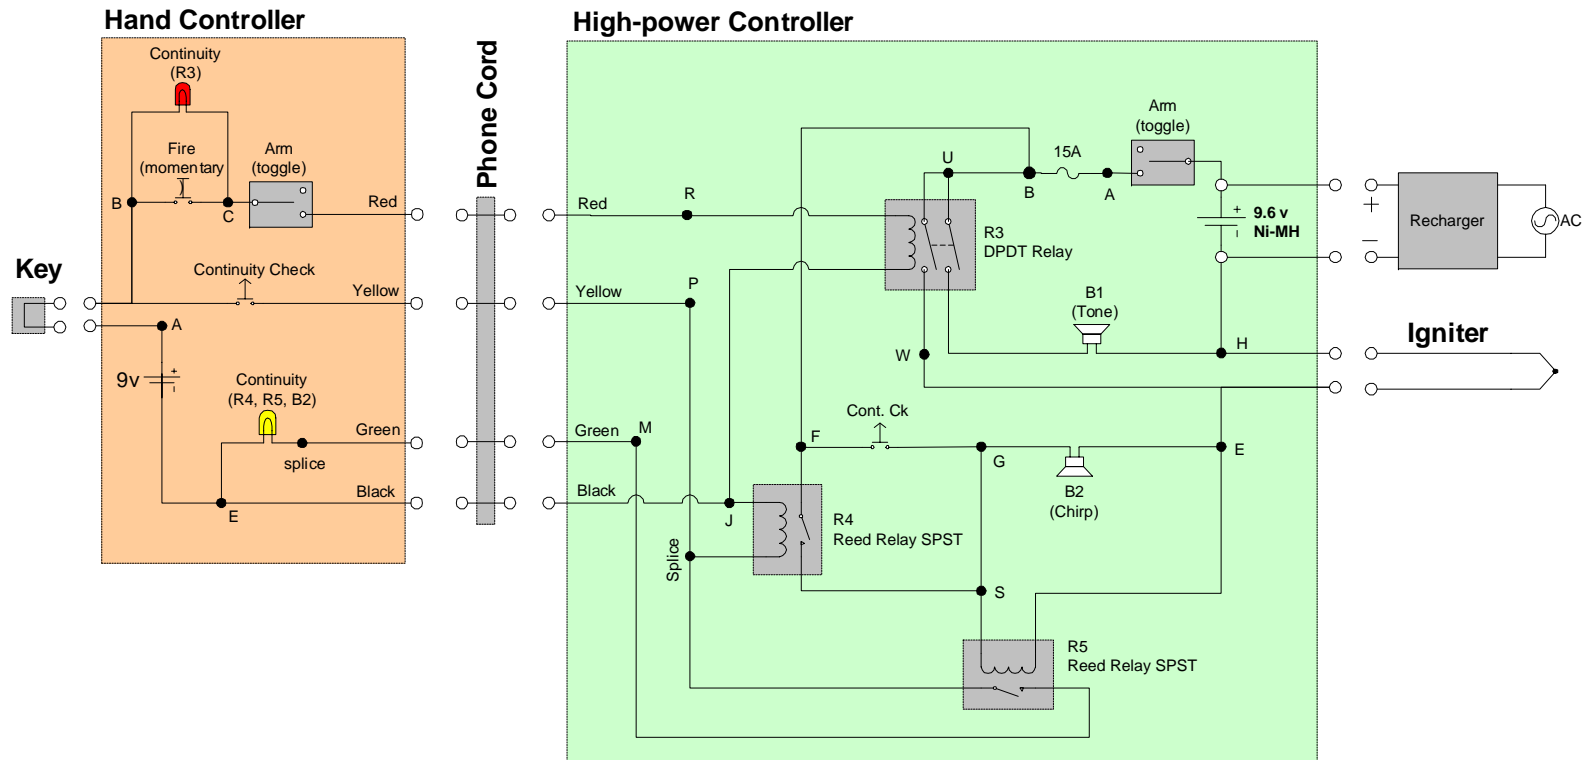 Hand Controller
High-power Controller
Phone Cord
Continuity
(R3)
Fire
(momentary
Arm
(toggle)
B
C
Red
Key
Continuity Check
Yellow
A
9v
+
-
Continuity
(R4, R5, B2)
Green
splice
Black
E
Red
R
Yellow
P
Green
M
Black
J
Splice
U
B
15A
A
Arm
(toggle)
R3
DPDT Relay
+
-
9.6 v
Ni-MH
+
-
Recharger
AC
B1
(Tone)
W
H
Igniter
Cont. Ck
F
G
E
B2
(Chirp)
R4
Reed Relay SPST
S
R5
Reed Relay SPST